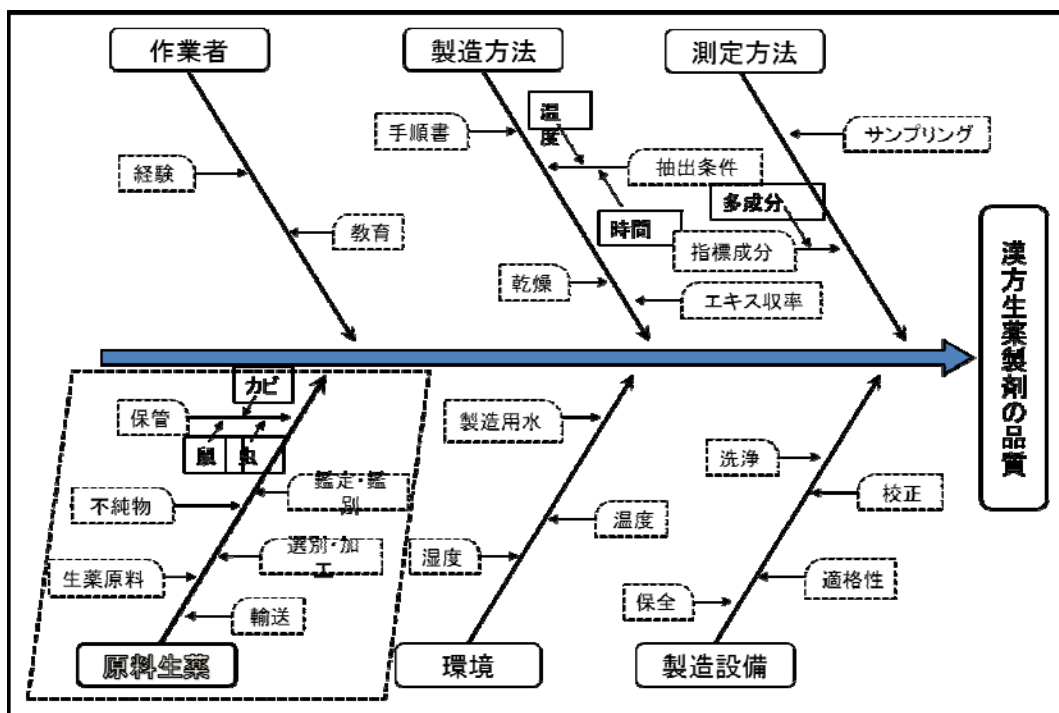 作業者
製造方法
測定方法
温
度
手順書
サンプリング
経験
抽出条件
多成分
教育
時間
指標成分
乾燥
エキス収率
漢方生薬製剤の品質
カビ
保管
鼠
虫
製造用水
洗浄
鑑定・鑑
別
不純物
校正
温度
選別・加
工
湿度
生薬原料
適格性
保全
輸送
原料生薬
環境
製造設備